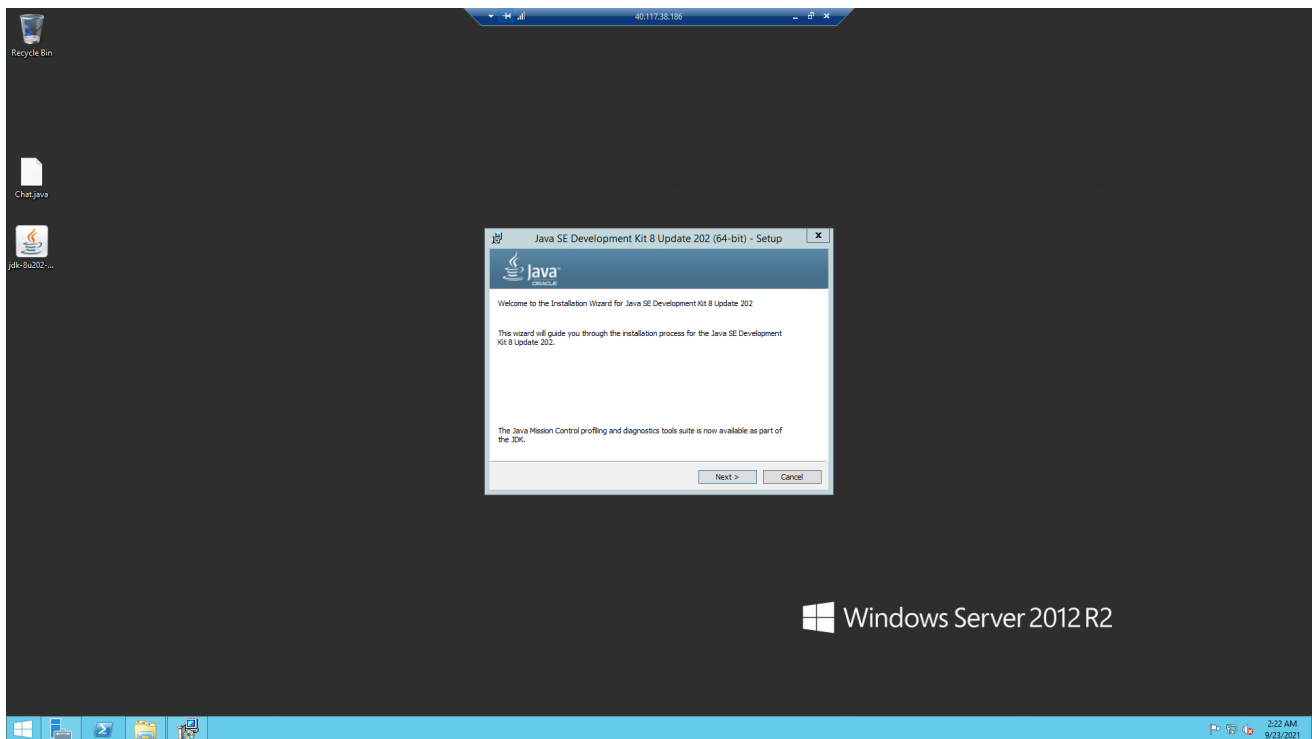 40.117.38.186
Recycle Bin
Chat.java
jdk-8u202-...
Java SE Development Kit 8 Update 202 (64-bit) - Setup
Java™
ORACLE
Welcome to the Installation Wizard for Java SE Development Kit 8 Update 202
This wizard will guide you through the installation process for the Java SE Development
Kit 8 Update 202.
The Java Mission Control profiling and diagnostics tools suite is now available as part of
the JDK.
Next >
Cancel
Windows Server 2012 R2
2:22 AM
9/23/2021